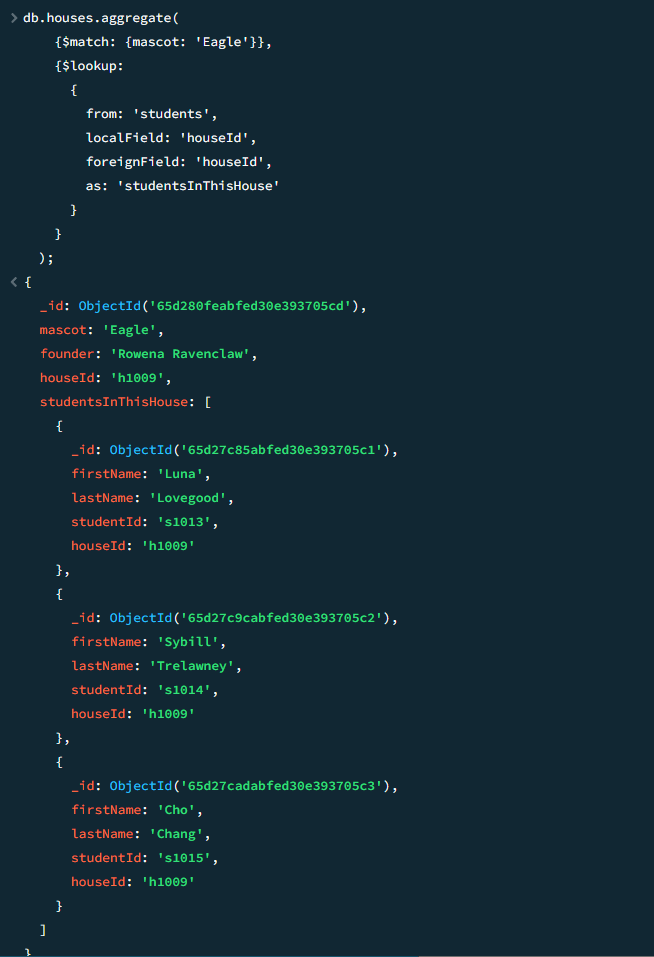 > db.houses.aggregate(
    {$match: {mascot: 'Eagle'}},
    {$lookup:
      {
        from: 'students',
        localField: 'houseId',
        foreignField: 'houseId',
        as: 'studentsInThisHouse'
      }
    }
  );
< {
  _id: ObjectId('65d280feabfed30e393705cd'),
  mascot: 'Eagle',
  founder: 'Rowena Ravenclaw',
  houseId: 'h1009',
  studentsInThisHouse: [
    {
      _id: ObjectId('65d27c85abfed30e393705c1'),
      firstName: 'Luna',
      lastName: 'Lovegood',
      studentId: 's1013',
      houseId: 'h1009'
    },
    {
      _id: ObjectId('65d27c9cabfed30e393705c2'),
      firstName: 'Sybill',
      lastName: 'Trelawney',
      studentId: 's1014',
      houseId: 'h1009'
    },
    {
      _id: ObjectId('65d27cadabfed30e393705c3'),
      firstName: 'Cho',
      lastName: 'Chang',
      studentId: 's1015',
      houseId: 'h1009'
    }
  ]
}